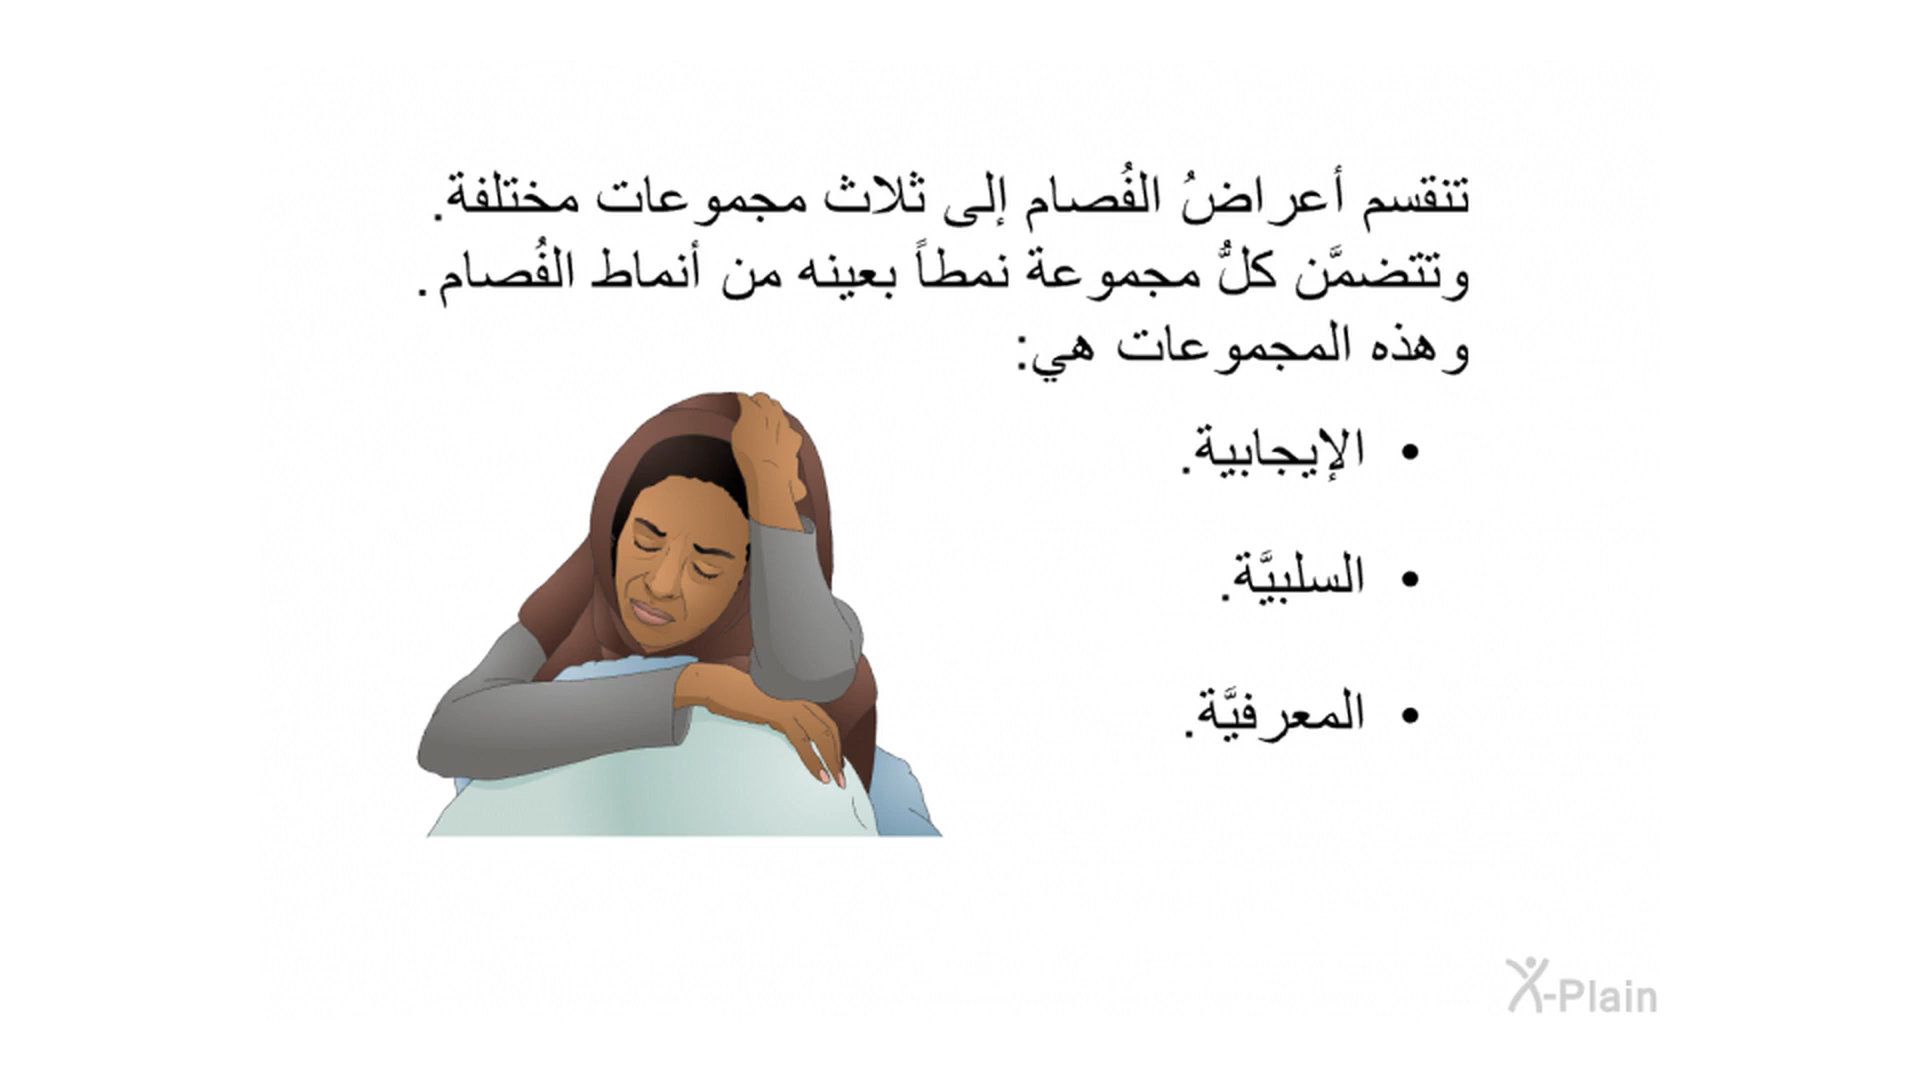 تنقسم أعراضُ الفُصام إلى ثلاث مجموعات مختلفة.
وتتضمَّن كلُّ مجموعة نمطاً بعينه من أنماط الفُصام.
وهذه المجموعات هي:
• الإيجابية.
• السلبيَّة.
• المعرفيَّة.
X-Plain